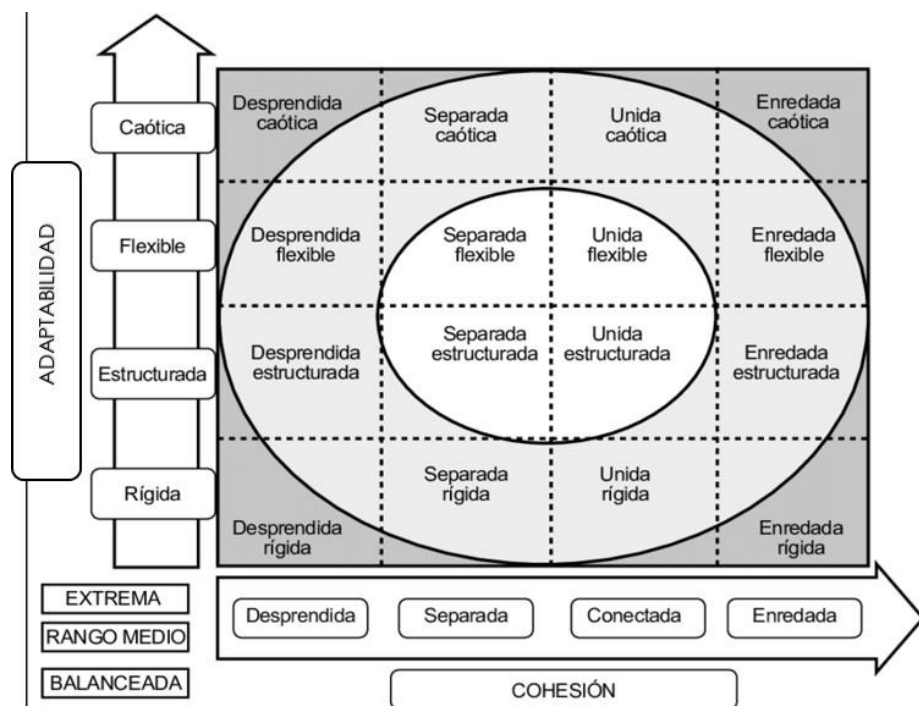 Caótica
Desprendida
caótica
Separada
caótica
Unida
caótica
Enredada
caótica
ADAPTABILIDAD
Flexible
Desprendida
flexible
Separada
flexible
Unida
flexible
Enredada
flexible
Estructurada
Desprendida
estructurada
Separada
estructurada
Unida
estructurada
Enredada
estructurada
Rígida
Desprendida
rígida
Separada
rígida
Unida
rígida
Enredada
rígida
EXTREMA
RANGO MEDIO
BALANCEADA
Desprendida
Separada
Conectada
Enredada
COHESIÓN